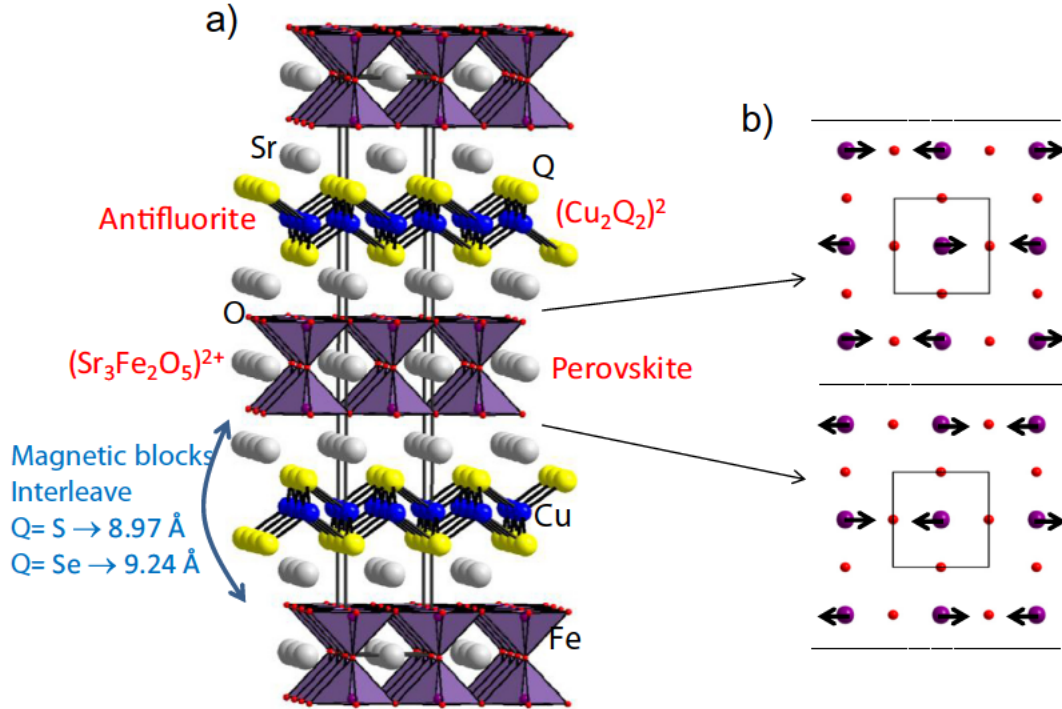 a)
b)
Sr
Q
Antifluorite
(Cu₂Q₂)²
O
(Sr₃Fe₂O₅)²⁺
Perovskite
Magnetic blocks
Interleave
Q= S → 8.97 Å
Q= Se → 9.24 Å
Cu
Fe